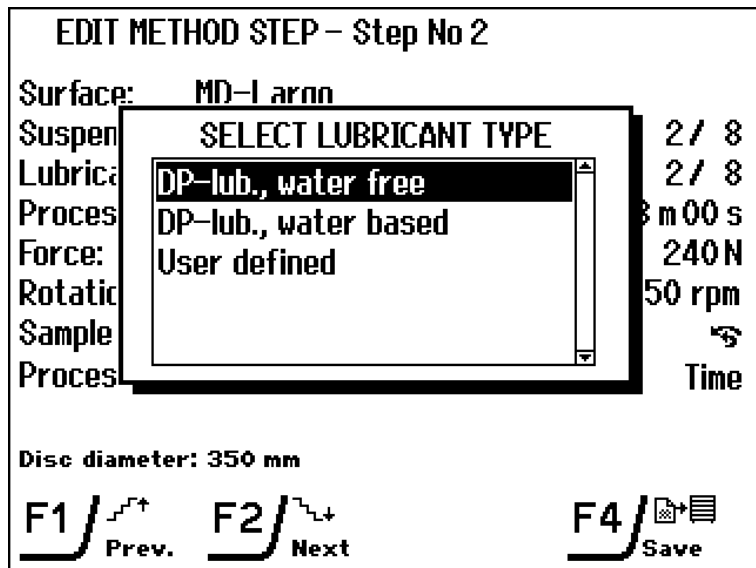 EDIT METHOD STEP – Step No 2
Surface: MD-Largo
SELECT LUBRICANT TYPE
Suspen 2/ 8
Lubrica 2/ 8
DP-lub., water free
Proces m00 s
DP-lub., water based
Force: 240N
User defined
Rotatic 50 rpm
Sample
Proces Time
Disc diameter: 350 mm
F1 Prev. F2 Next F4 Save